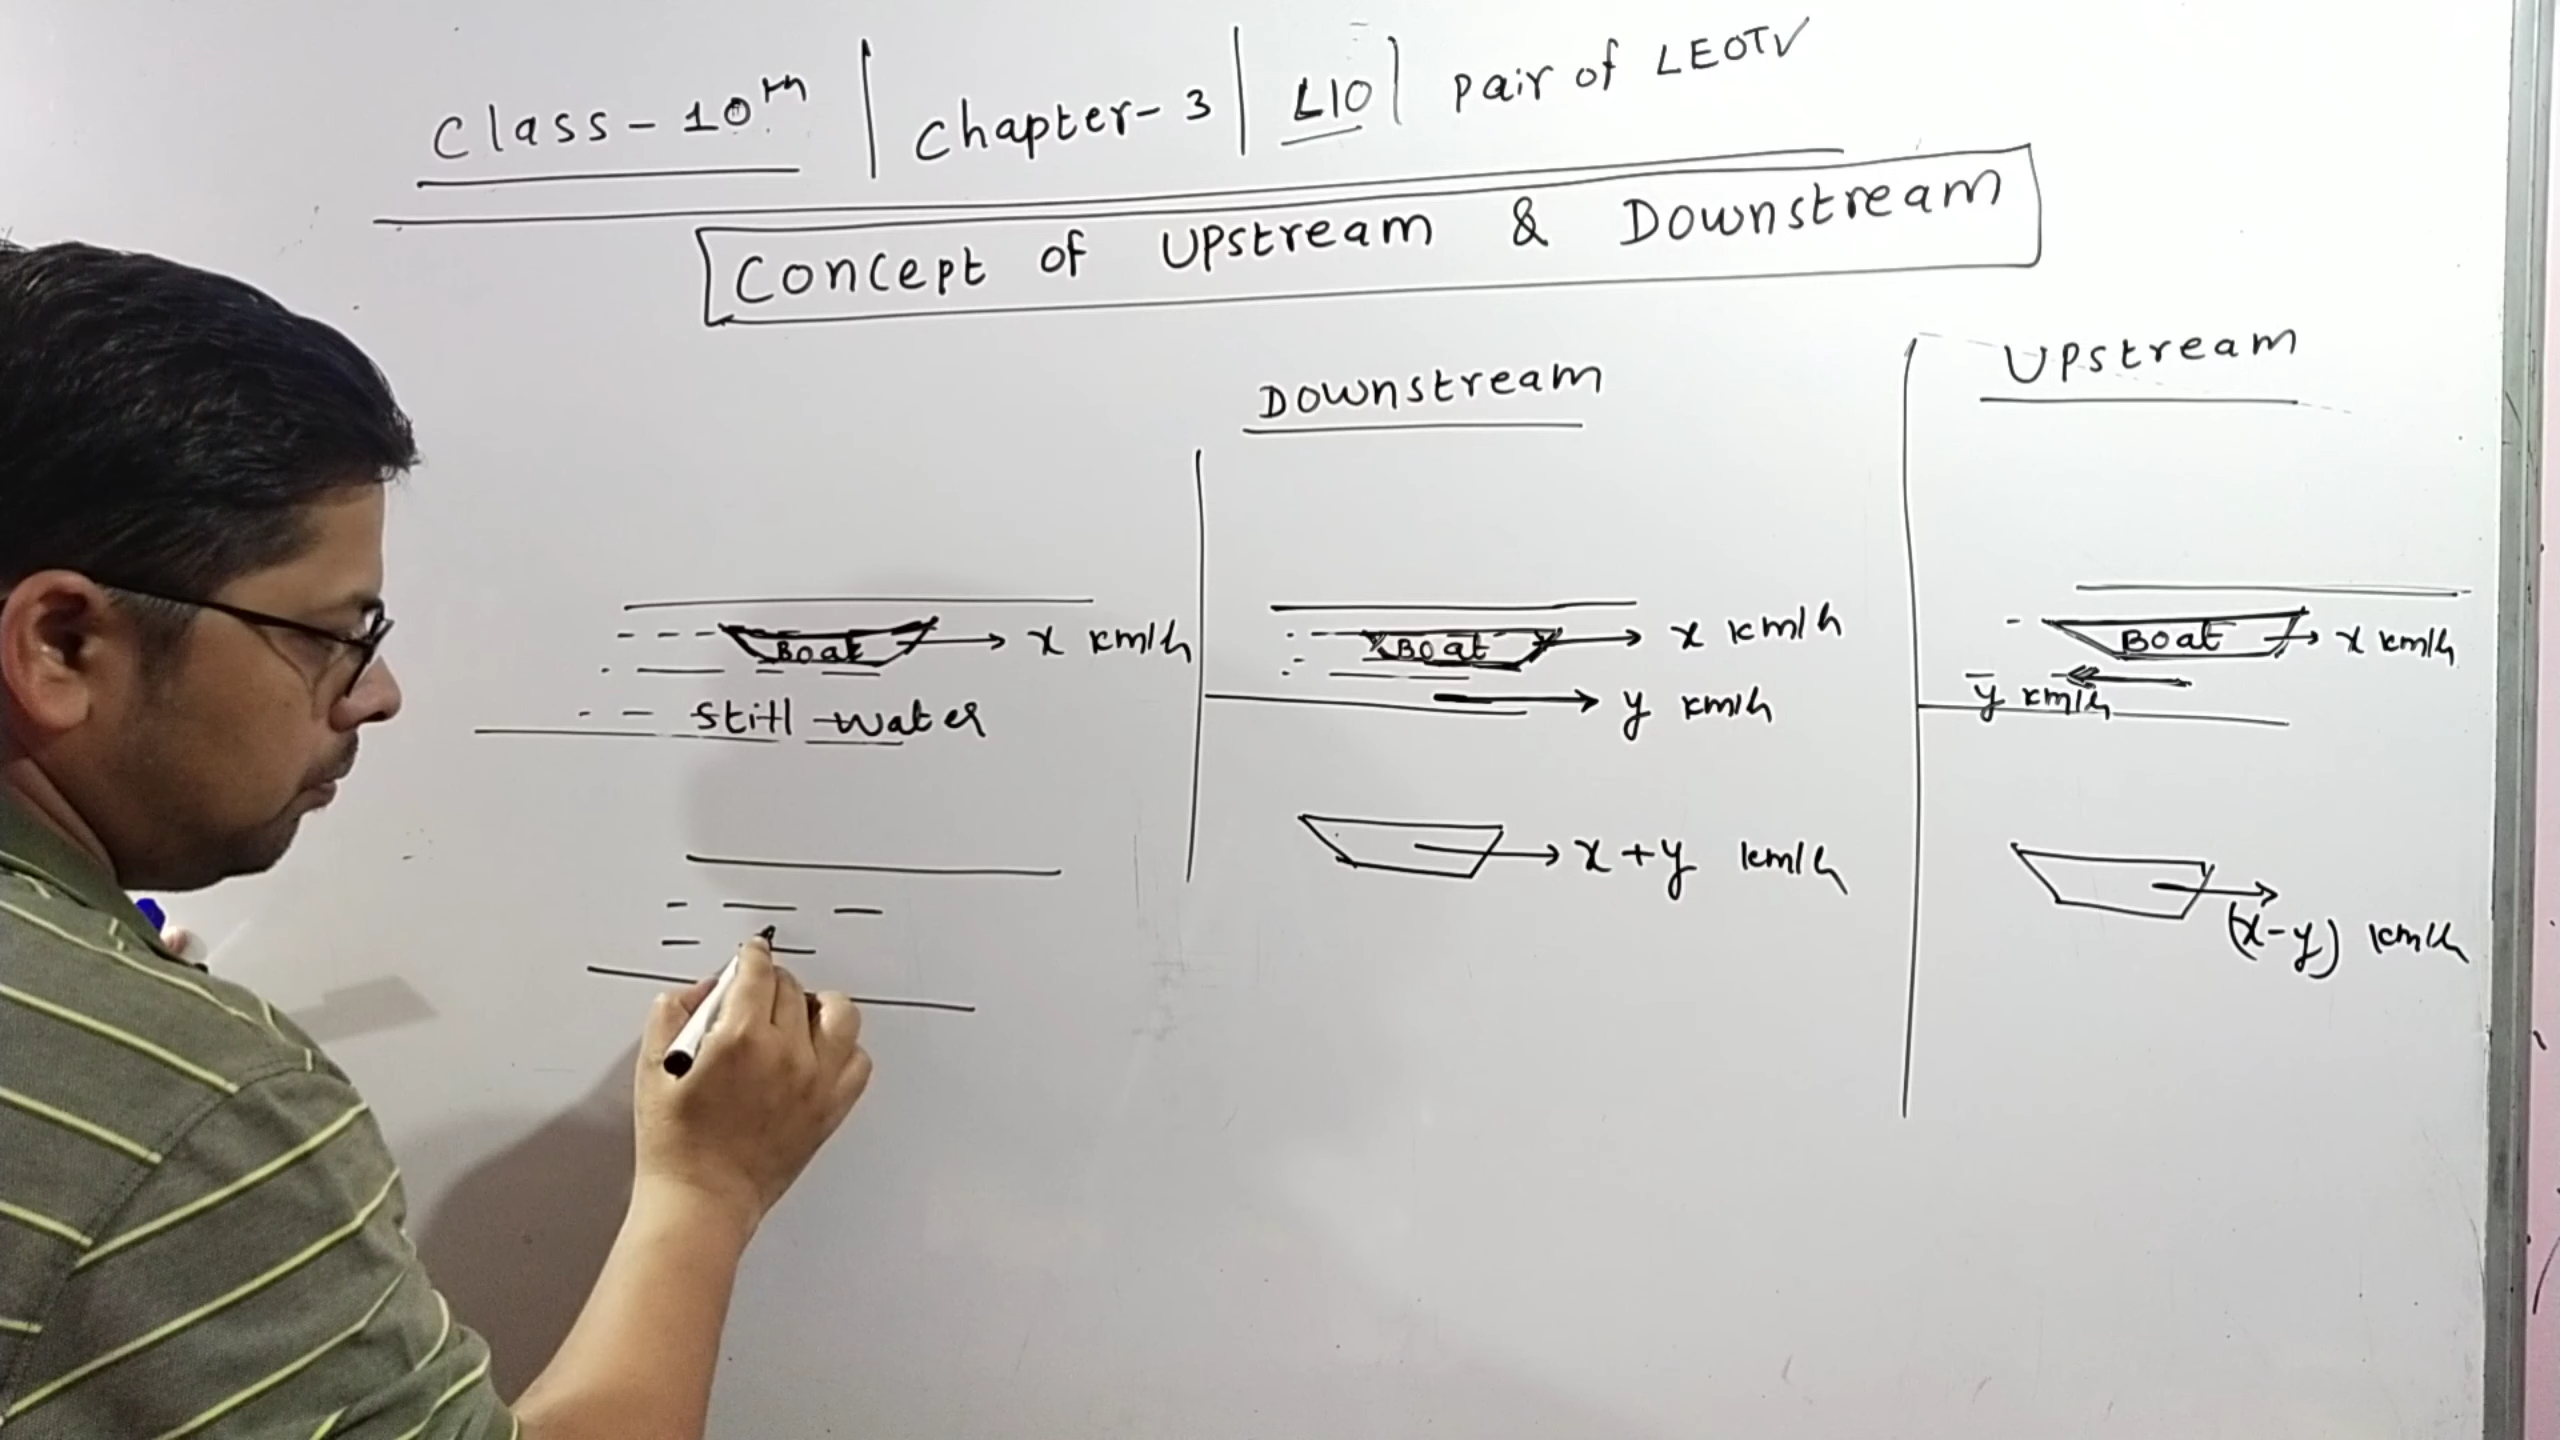 Class - 10th | Chapter - 3 | L10 | Pair of LEOTV
Concept of Upstream & Downstream
Downstream
Upstream
Boat x km/h
Still water
Boat x km/h
y km/h
x + y km/h
Boat x km/h
y km/h
(x - y) km/h